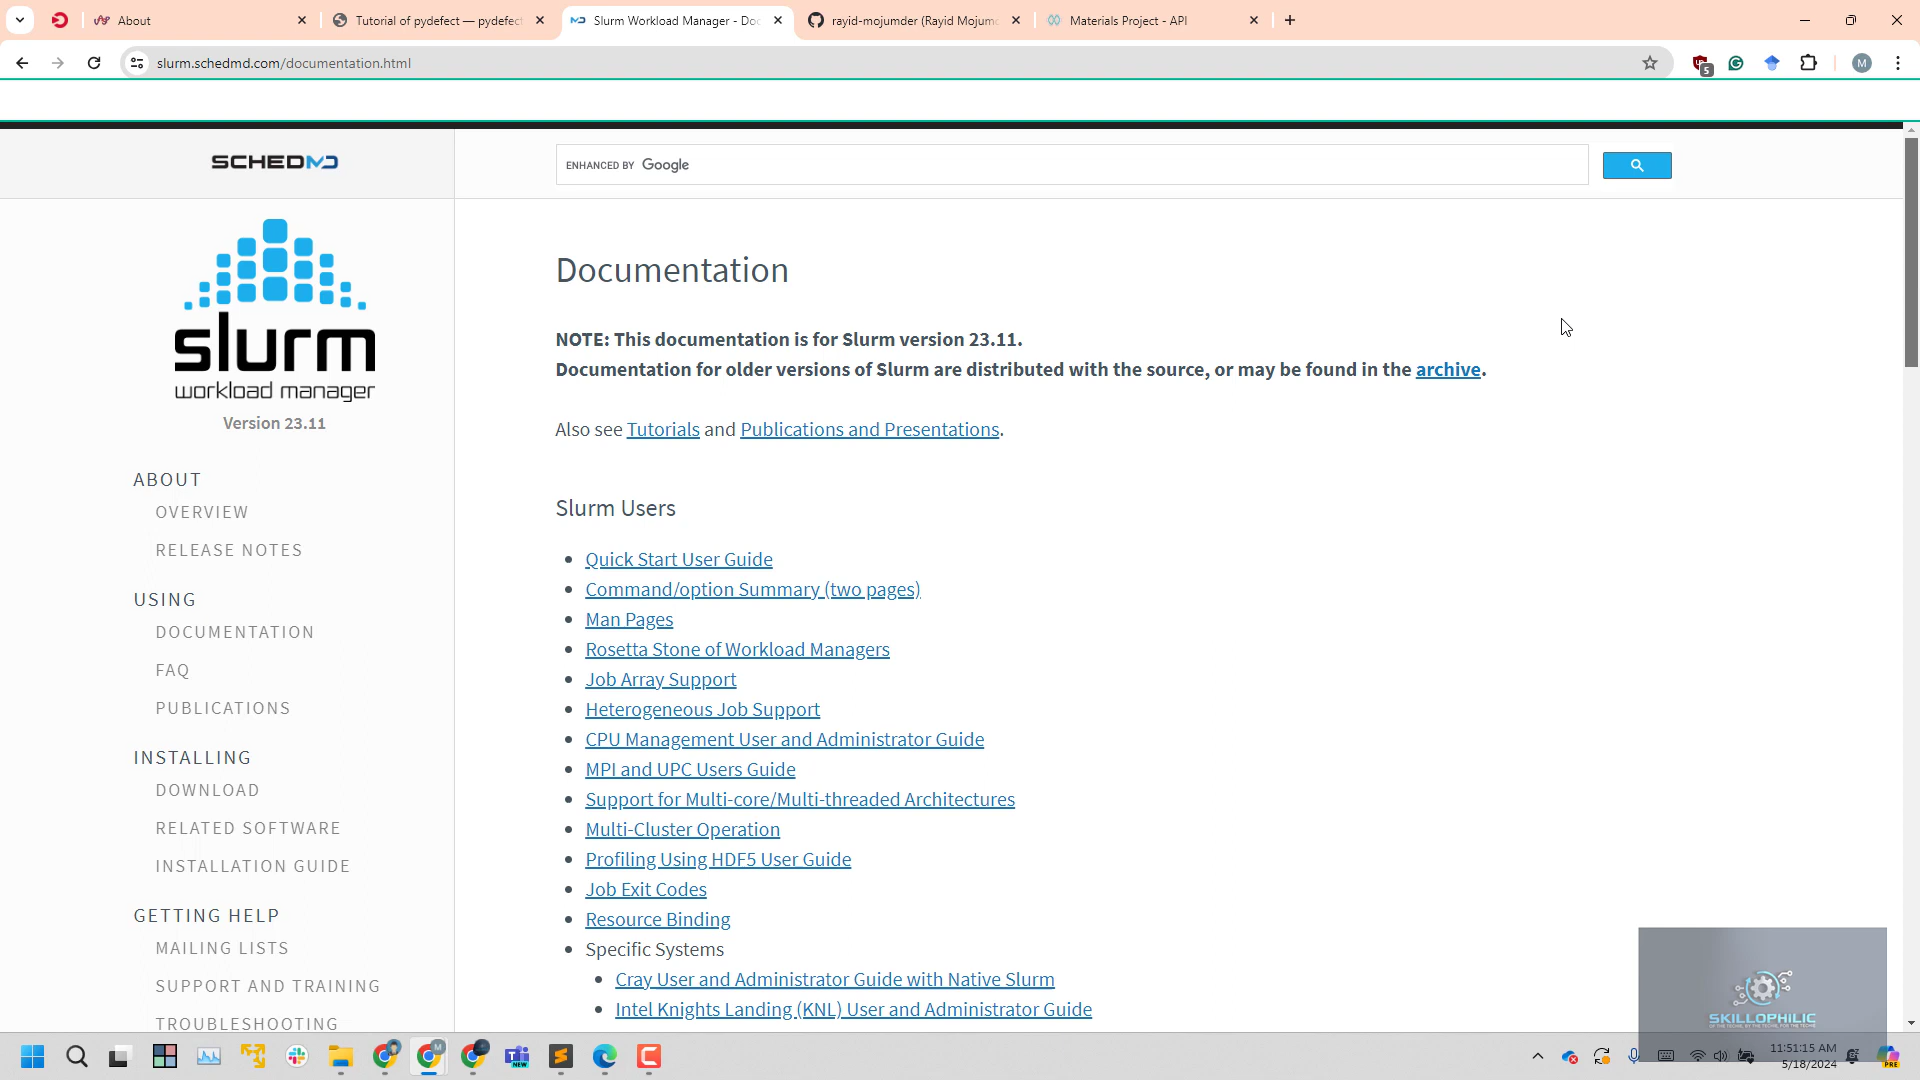 About
Tutorial of pydefect — pydefect
Slurm Workload Manager - Doc
rayid-mojumder (Rayid Mojum
Materials Project - API
slurm.schedmd.com/documentation.html
5
M
SCHEDMD
ENHANCED BY Google
slurm
workload manager
Version 23.11
ABOUT
OVERVIEW
RELEASE NOTES
USING
DOCUMENTATION
FAQ
PUBLICATIONS
INSTALLING
DOWNLOAD
RELATED SOFTWARE
INSTALLATION GUIDE
GETTING HELP
MAILING LISTS
SUPPORT AND TRAINING
TROUBLESHOOTING
Documentation
NOTE: This documentation is for Slurm version 23.11.
Documentation for older versions of Slurm are distributed with the source, or may be found in the archive.
Also see Tutorials and Publications and Presentations.
Slurm Users
Quick Start User Guide
Command/option Summary (two pages)
Man Pages
Rosetta Stone of Workload Managers
Job Array Support
Heterogeneous Job Support
CPU Management User and Administrator Guide
MPI and UPC Users Guide
Support for Multi-core/Multi-threaded Architectures
Multi-Cluster Operation
Profiling Using HDF5 User Guide
Job Exit Codes
Resource Binding
Specific Systems
Cray User and Administrator Guide with Native Slurm
Intel Knights Landing (KNL) User and Administrator Guide
SKILLOPHILIC
11:51:15 AM
5/18/2024